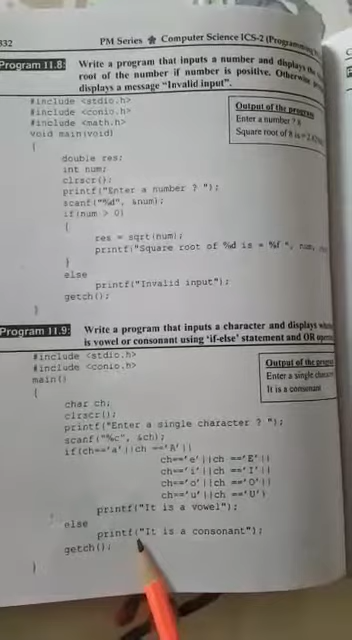 332 PM Series Computer Science ICS-2 (Programming
Program 11.8: Write a program that inputs a number and displays the
root of the number if number is positive. Otherwise
displays a message "Invalid input".
#include <stdio.h>
#include <conio.h>
#include <math.h>
void main(void)
{
double res;
int num;
clrscr();
printf("Enter a number ? ");
scanf("%d", &num);
if(num > 0)
{
res = sqrt(num);
printf("Square root of %d is = %f ", num,
}
else
printf("Invalid input");
getch();
}
Output of the program
Enter a number ? 8
Square root of 8 is =
Program 11.9: Write a program that inputs a character and displays
is vowel or consonant using 'if-else' statement and OR
#include <stdio.h>
#include <conio.h>
main()
{
char ch;
clrscr();
printf("Enter a single character ? ");
scanf("%c", &ch);
if(ch=='a'||ch =='A'||
ch=='e'||ch =='E'||
ch=='i'||ch =='I'||
ch=='o'||ch =='O'||
ch=='u'||ch =='U')
printf("It is a vowel");
else
printf("It is a consonant");
getch();
}
Output of the
Enter a single
It is a consonant